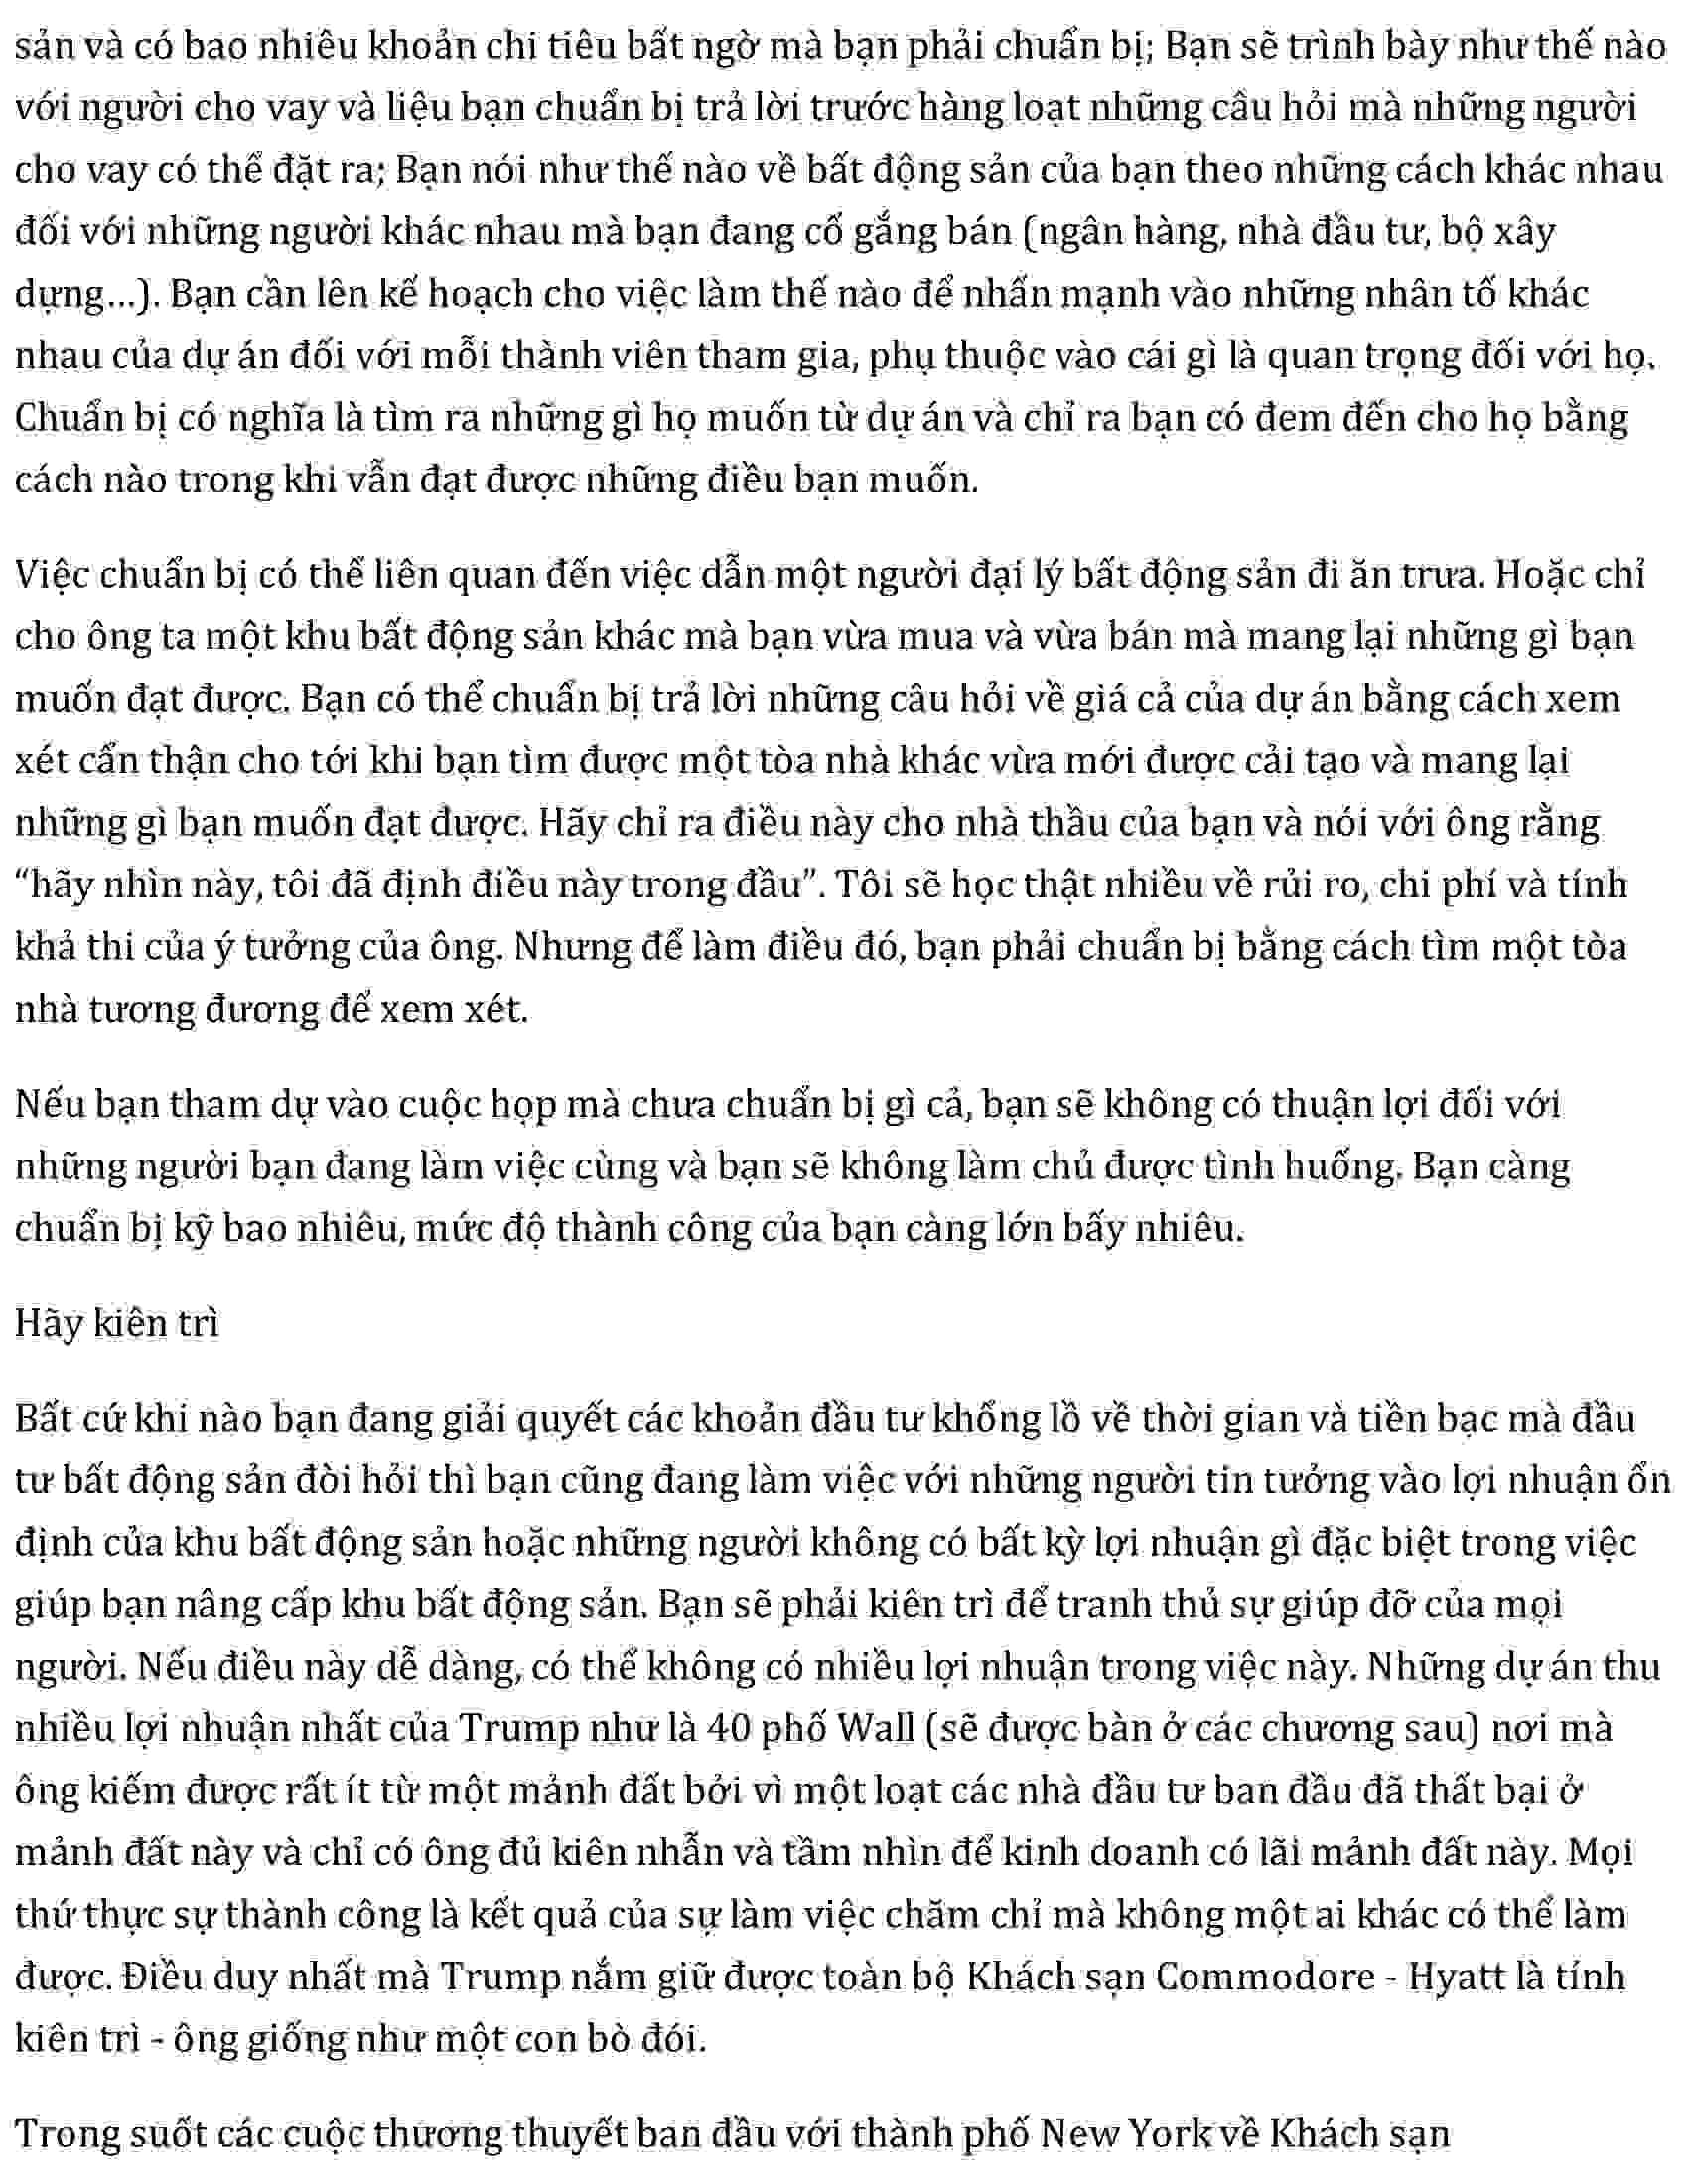 sản và có bao nhiêu khoản chi tiêu bất ngờ mà bạn phải chuẩn bị; Bạn sẽ trình bày như thế nào
với người cho vay và liệu bạn chuẩn bị trả lời trước hàng loạt những câu hỏi mà những người
cho vay có thể đặt ra; Bạn nói như thế nào về bất động sản của bạn theo những cách khác nhau
đối với những người khác nhau mà bạn đang cố gắng bán (ngân hàng, nhà đầu tư, bộ xây
dựng...). Bạn cần lên kế hoạch cho việc làm thế nào để nhấn mạnh vào những nhân tố khác
nhau của dự án đối với mỗi thành viên tham gia, phụ thuộc vào cái gì là quan trọng đối với họ.
Chuẩn bị có nghĩa là tìm ra những gì họ muốn từ dự án và chỉ ra bạn có đem đến cho họ bằng
cách nào trong khi vẫn đạt được những điều bạn muốn.
Việc chuẩn bị có thể liên quan đến việc dẫn một người đại lý bất động sản đi ăn trưa. Hoặc chỉ
cho ông ta một khu bất động sản khác mà bạn vừa mua và vừa bán mà mang lại những gì bạn
muốn đạt được. Bạn có thể chuẩn bị trả lời những câu hỏi về giá cả của dự án bằng cách xem
xét cẩn thận cho tới khi bạn tìm được một tòa nhà khác vừa mới được cải tạo và mang lại
những gì bạn muốn đạt được. Hãy chỉ ra điều này cho nhà thầu của bạn và nói với ông rằng
“hãy nhìn này, tôi đã định điều này trong đầu”. Tôi sẽ học thật nhiều về rủi ro, chi phí và tính
khả thi của ý tưởng của ông. Nhưng để làm điều đó, bạn phải chuẩn bị bằng cách tìm một tòa
nhà tương đương để xem xét.
Nếu bạn tham dự vào cuộc họp mà chưa chuẩn bị gì cả, bạn sẽ không có thuận lợi đối với
những người bạn đang làm việc cùng và bạn sẽ không làm chủ được tình huống. Bạn càng
chuẩn bị kỹ bao nhiêu, mức độ thành công của bạn càng lớn bấy nhiêu.
Hãy kiên trì
Bất cứ khi nào bạn đang giải quyết các khoản đầu tư khổng lồ về thời gian và tiền bạc mà đầu
tư bất động sản đòi hỏi thì bạn cũng đang làm việc với những người tin tưởng vào lợi nhuận ổn
định của khu bất động sản hoặc những người không có bất kỳ lợi nhuận gì đặc biệt trong việc
giúp bạn nâng cấp khu bất động sản. Bạn sẽ phải kiên trì để tranh thủ sự giúp đỡ của mọi
người. Nếu điều này dễ dàng, có thể không có nhiều lợi nhuận trong việc này. Những dự án thu
nhiều lợi nhuận nhất của Trump như là 40 phố Wall (sẽ được bàn ở các chương sau) nơi mà
ông kiếm được rất ít từ một mảnh đất bởi vì một loạt các nhà đầu tư ban đầu đã thất bại ở
mảnh đất này và chỉ có ông đủ kiên nhẫn và tầm nhìn để kinh doanh có lãi mảnh đất này. Mọi
thứ thực sự thành công là kết quả của sự làm việc chăm chỉ mà không một ai khác có thể làm
được. Điều duy nhất mà Trump nắm giữ được toàn bộ Khách sạn Commodore - Hyatt là tính
kiên trì - ông giống như một con bò đói.
Trong suốt các cuộc thương thuyết ban đầu với thành phố New York về Khách sạn